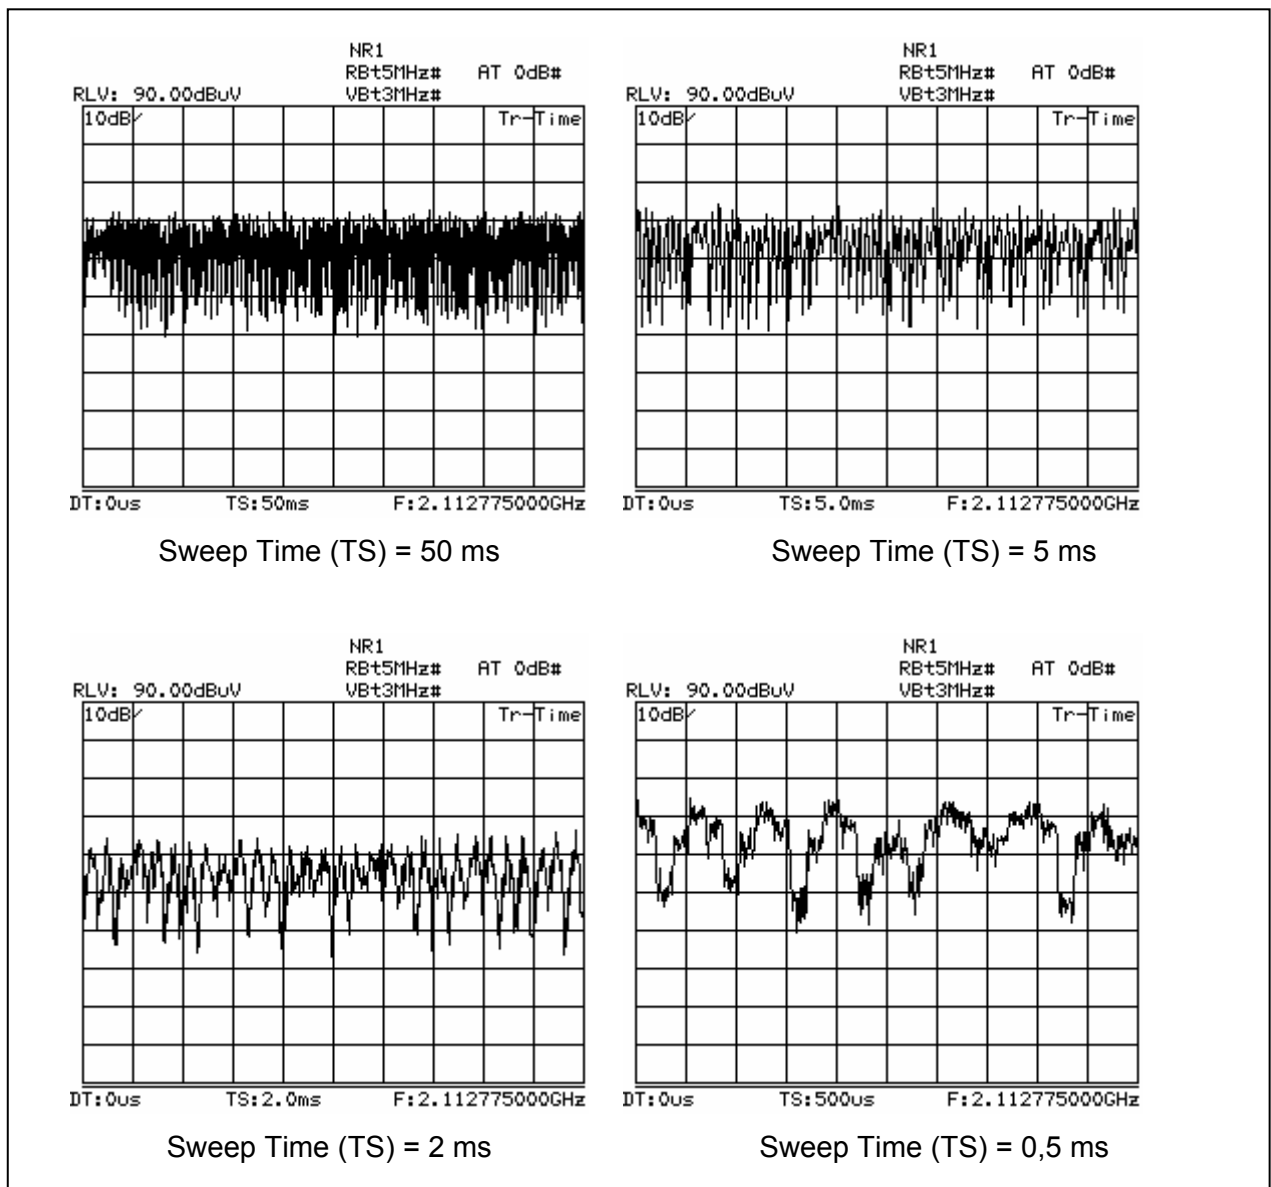 NR1 NR1
RBt5MHz# AT 0dB# RBt5MHz# AT 0dB#
RLV: 90.00dBuV VBt3MHz# RLV: 90.00dBuV VBt3MHz#
10dB/ Tr-Time 10dB/ Tr-Time
DT:0us TS:50ms F:2.112775000GHz DT:0us TS:5.0ms F:2.112775000GHz
Sweep Time (TS) = 50 ms Sweep Time (TS) = 5 ms
NR1 NR1
RBt5MHz# AT 0dB# RBt5MHz# AT 0dB#
RLV: 90.00dBuV VBt3MHz# RLV: 90.00dBuV VBt3MHz#
10dB/ Tr-Time 10dB/ Tr-Time
DT:0us TS:2.0ms F:2.112775000GHz DT:0us TS:500us F:2.112775000GHz
Sweep Time (TS) = 2 ms Sweep Time (TS) = 0,5 ms